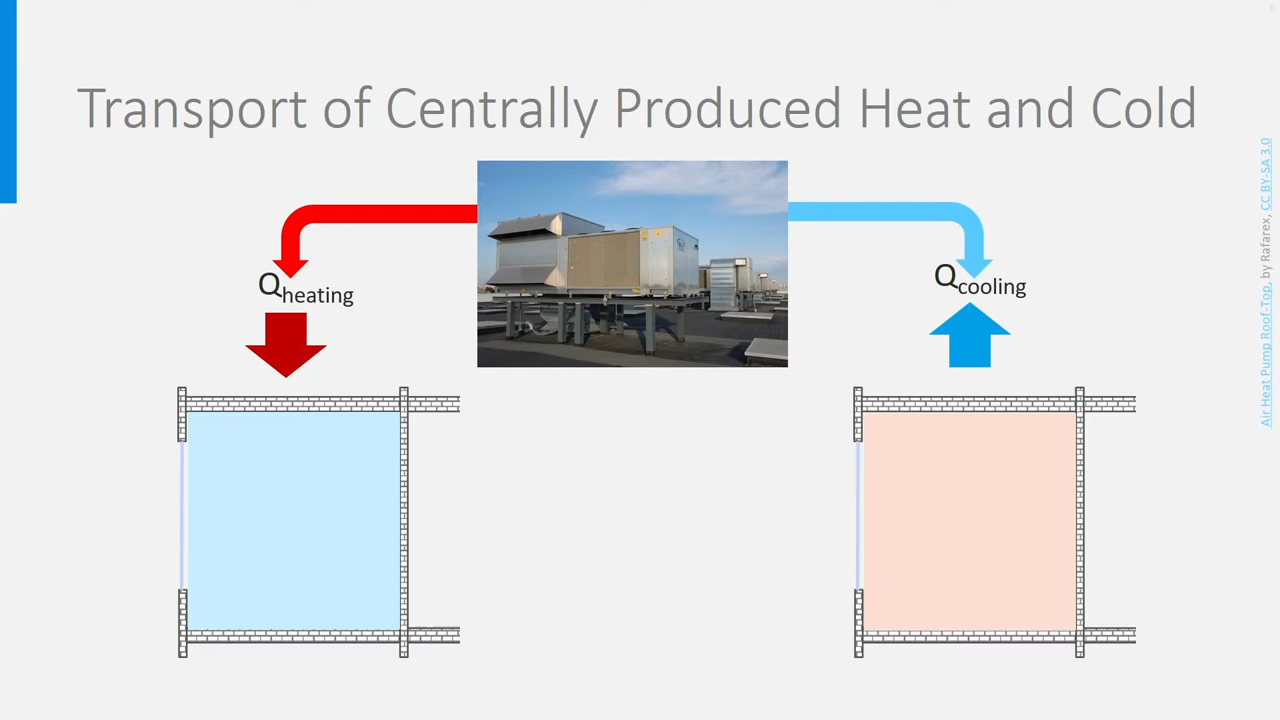 6
Transport of Centrally Produced Heat and Cold
Qheating
Qcooling
Air Heat Pump Roof-Top, by Rafarex, CC BY-SA 3.0